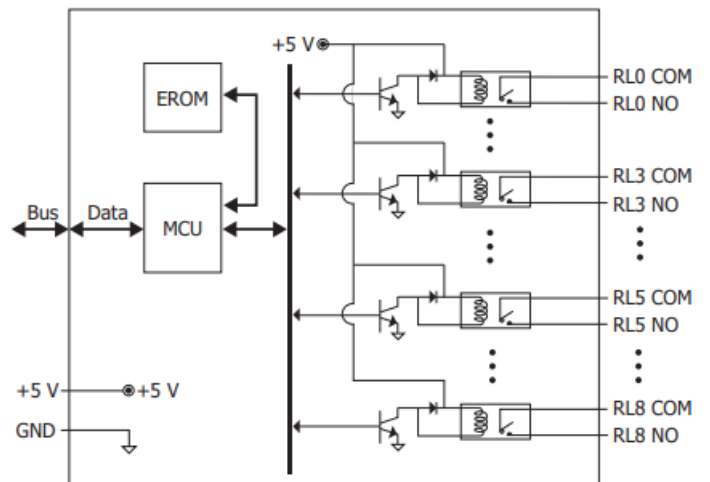 +5 V
EROM
RL0 COM
RL0 NO
RL3 COM
RL3 NO
Bus
Data
MCU
RL5 COM
RL5 NO
+5 V
+5 V
GND
RL8 COM
RL8 NO